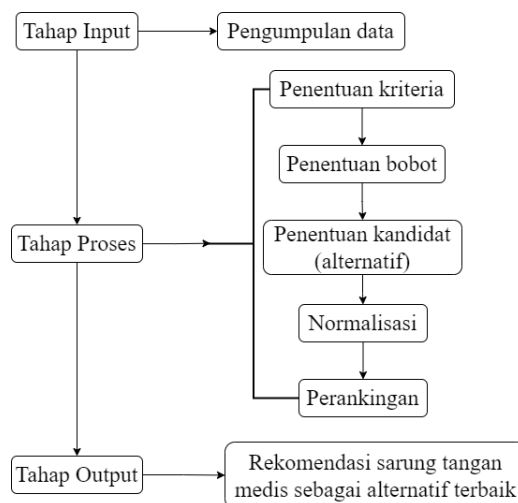 Tahap Input
Pengumpulan data
Penentuan kriteria
Penentuan bobot
Tahap Proses
Penentuan kandidat
(alternatif)
Normalisasi
Perankingan
Tahap Output
Rekomendasi sarung tangan
medis sebagai alternatif terbaik